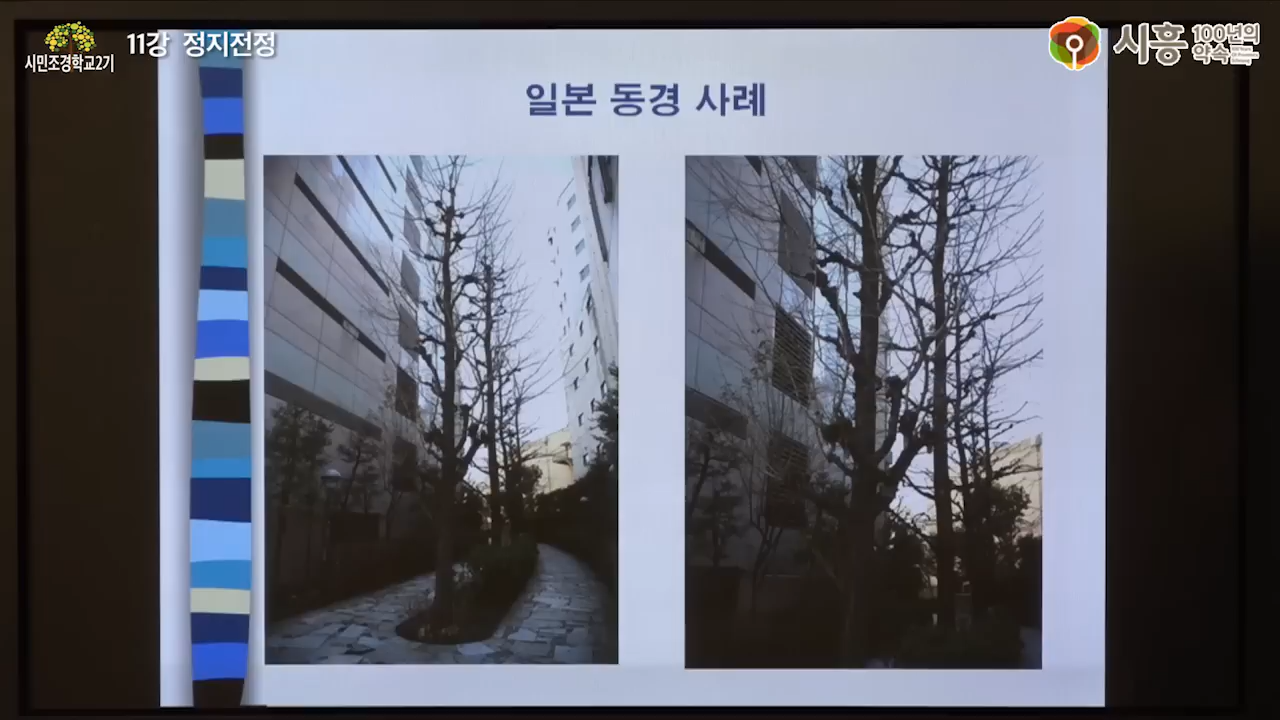 시민조경학교2기
11강 정지전정
시흥 100년의 약속
일본 동경 사례